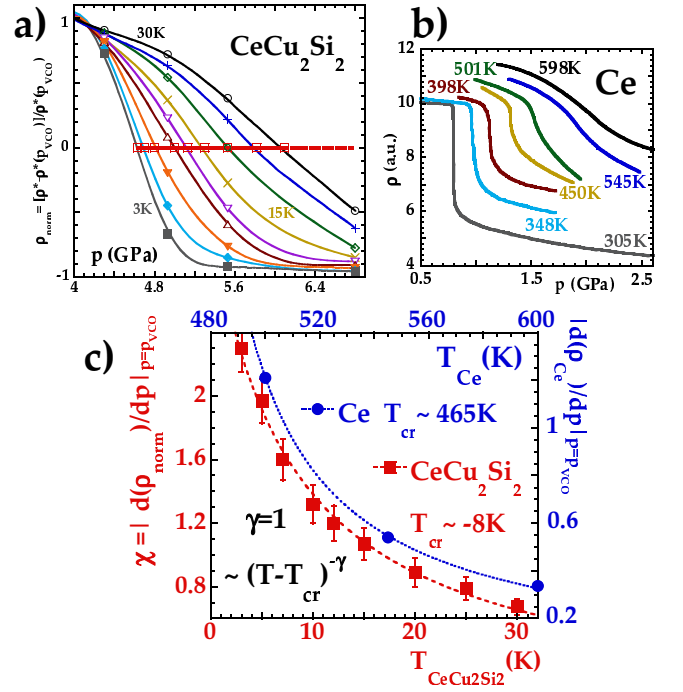 a)
30K
CeCu2Si2
3K
15K
1
0
-1
ρnorm = [ρ*-ρ*(pVCO)]/ρ*(pVCO)
p (GPa)
4 4.8 5.6 6.4
b)
Ce
501K
598K
398K
450K
545K
348K
305K
12
10
8
6
4
ρ (a.u.)
0.5 1.5 2.5
p (GPa)
c)
480 520 560 600
TCe (K)
Ce Tcr ~ 465K
CeCu2Si2
Tcr ~ -8K
γ=1
~ (T-Tcr)-γ
2
1.6
1.2
0.8
χ = | d(ρnorm)/dp|p=pVCO
1
0.6
0.2
|d(ρCe)/dp|p=pVCO
0 10 20 30
TCeCu2Si2 (K)